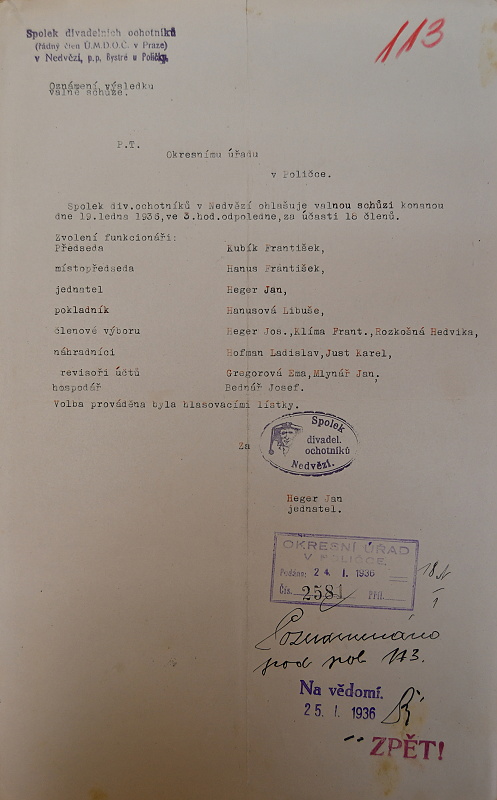 Spolek divadelních ochotníků
(řádný člen Ú.M.D.O.Č. v Praze)
v Nedvězí, p.p. Bystré u Poličky,
113
Oznámení výsledku
valné schůze.
P.T.
Okresnímu úřadu
v Poličce.
Spolek div.ochotníků v Nedvězí ohlašuje valnou schůzi konanou
dne 19.ledna 1936,ve 3.hod.odpoledne,za účasti 18 členů.
Zvolení funkcionáři:
Předseda Kubík František,
místopředseda Hanus František,
jednatel Heger Jan,
pokladník Hanusová Libuše,
členové výboru Heger Jos.,Klíma Frant.,Rozkošná Hedvika,
náhradníci Hofman Ladislav,Just Karel,
revisoři účtů Gregorová Ema,Mlynář Jan,
hospodář Bednář Josef.
Volba prováděna byla hlasovacími lístky.
Za
Spolek
divadel.
ochotníků
Nedvězí.
Heger Jan
jednatel.
OKRESNÍ ÚŘAD
V POLIČCE.
Podáno: 24. I. 1936
Čís. 2581 Příl.
Poznamenáno
pod pol 113.
Na vědomí.
25. I. 1936
ZPĚT!